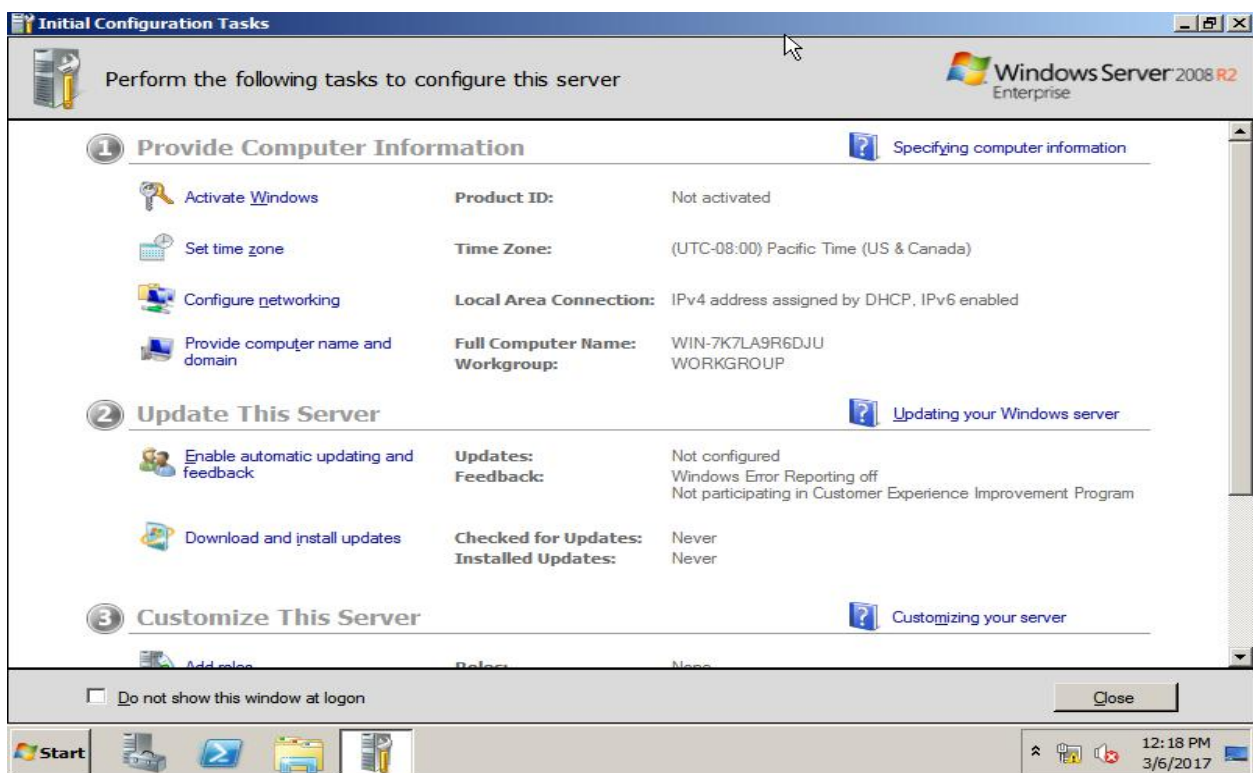 Initial Configuration Tasks
Perform the following tasks to configure this server
Windows Server 2008 R2
Enterprise
1 Provide Computer Information
Specifying computer information
Activate Windows Product ID: Not activated
Set time zone Time Zone: (UTC-08:00) Pacific Time (US & Canada)
Configure networking Local Area Connection: IPv4 address assigned by DHCP, IPv6 enabled
Provide computer name and Full Computer Name: WIN-7K7LA9R6DJU
domain Workgroup: WORKGROUP
2 Update This Server
Updating your Windows server
Enable automatic updating and Updates: Not configured
feedback Feedback: Windows Error Reporting off
Not participating in Customer Experience Improvement Program
Download and install updates Checked for Updates: Never
Installed Updates: Never
3 Customize This Server
Customizing your server
Add roles Roles: None
Do not show this window at logon
Close
Start
12:18 PM
3/6/2017